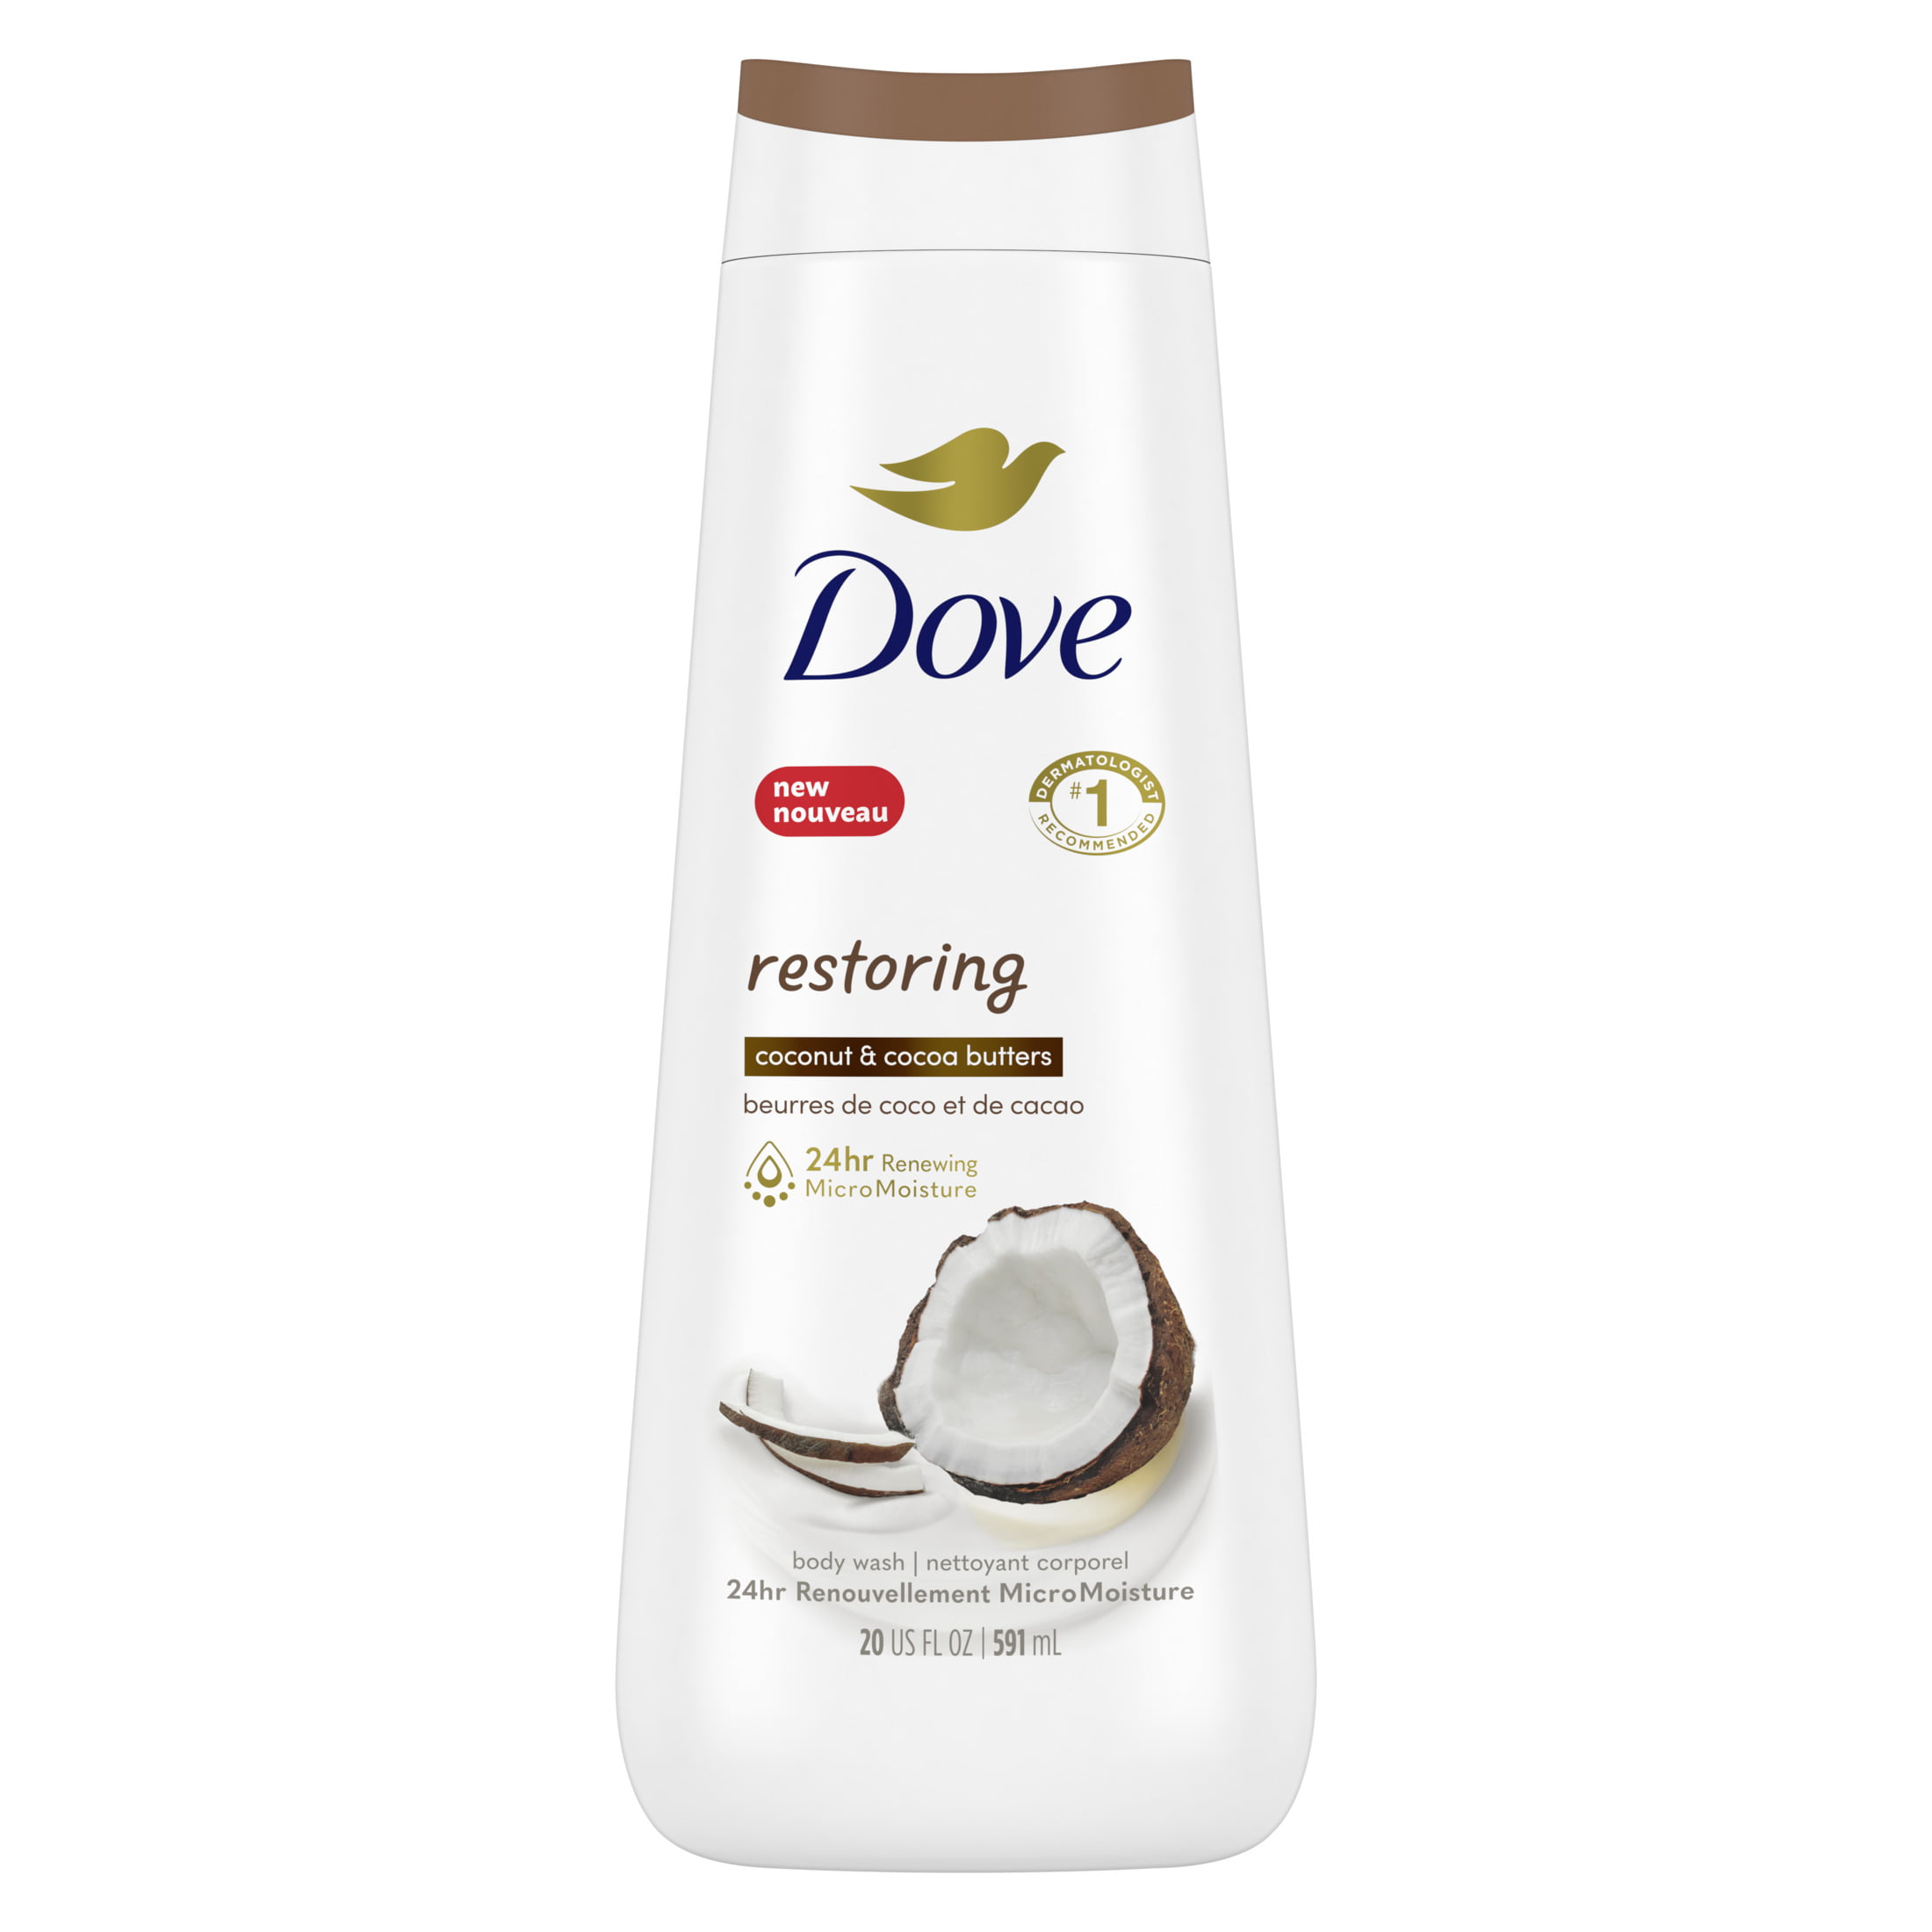 Dove
new
nouveau
DERMATOLOGIST
#1
RECOMMENDED
restoring
coconut & cocoa butters
beurres de coco et de cacao
24hr Renewing
MicroMoisture
body wash | nettoyant corporel
24hr Renouvellement MicroMoisture
20 US FL OZ | 591 mL